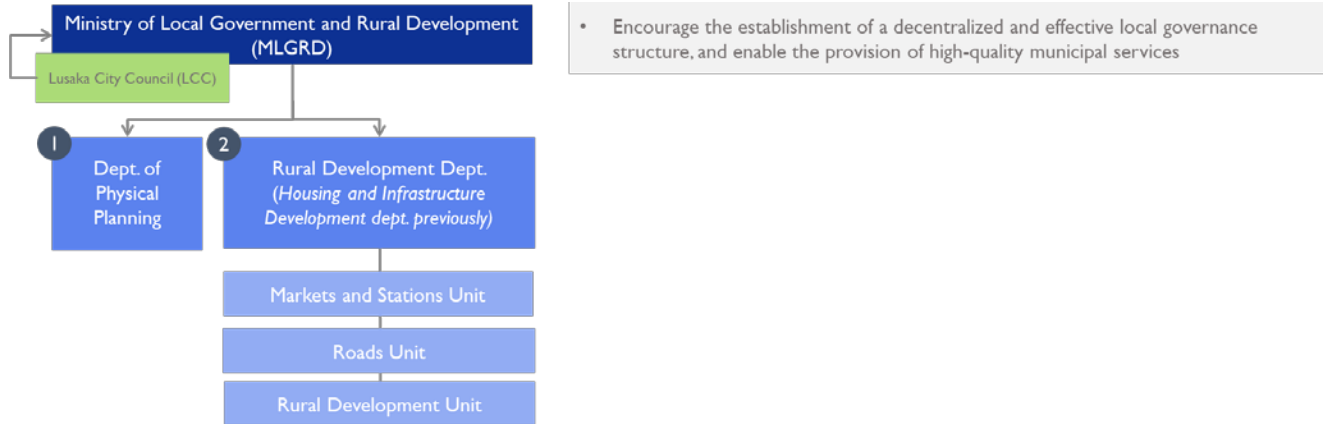 Ministry of Local Government and Rural Development
(MLGRD)
Lusaka City Council (LCC)
• Encourage the establishment of a decentralized and effective local governance
structure, and enable the provision of high-quality municipal services
1
Dept. of
Physical
Planning
2
Rural Development Dept.
(Housing and Infrastructure
Development dept. previously)
Markets and Stations Unit
Roads Unit
Rural Development Unit